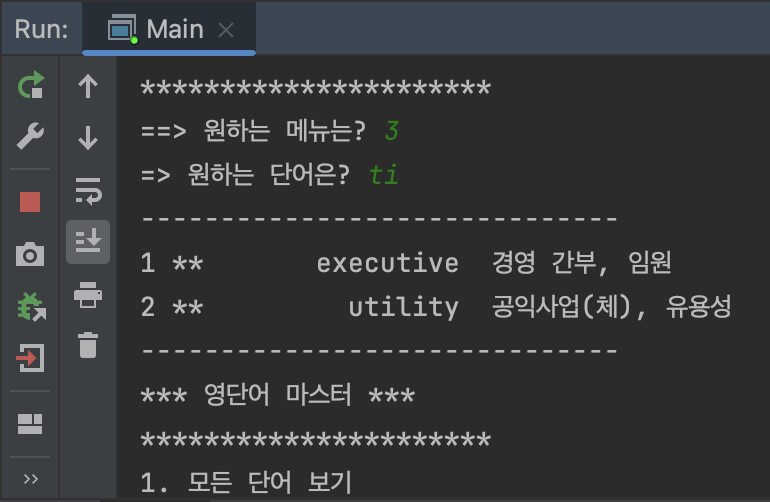 Run: Main
**********************
==> 원하는 메뉴는? 3
=> 원하는 단어은? ti
------------------------------
1 **       executive  경영 간부, 임원
2 **         utility  공익사업(체), 유용성
------------------------------
*** 영단어 마스터 ***
**********************
1. 모든 단어 보기